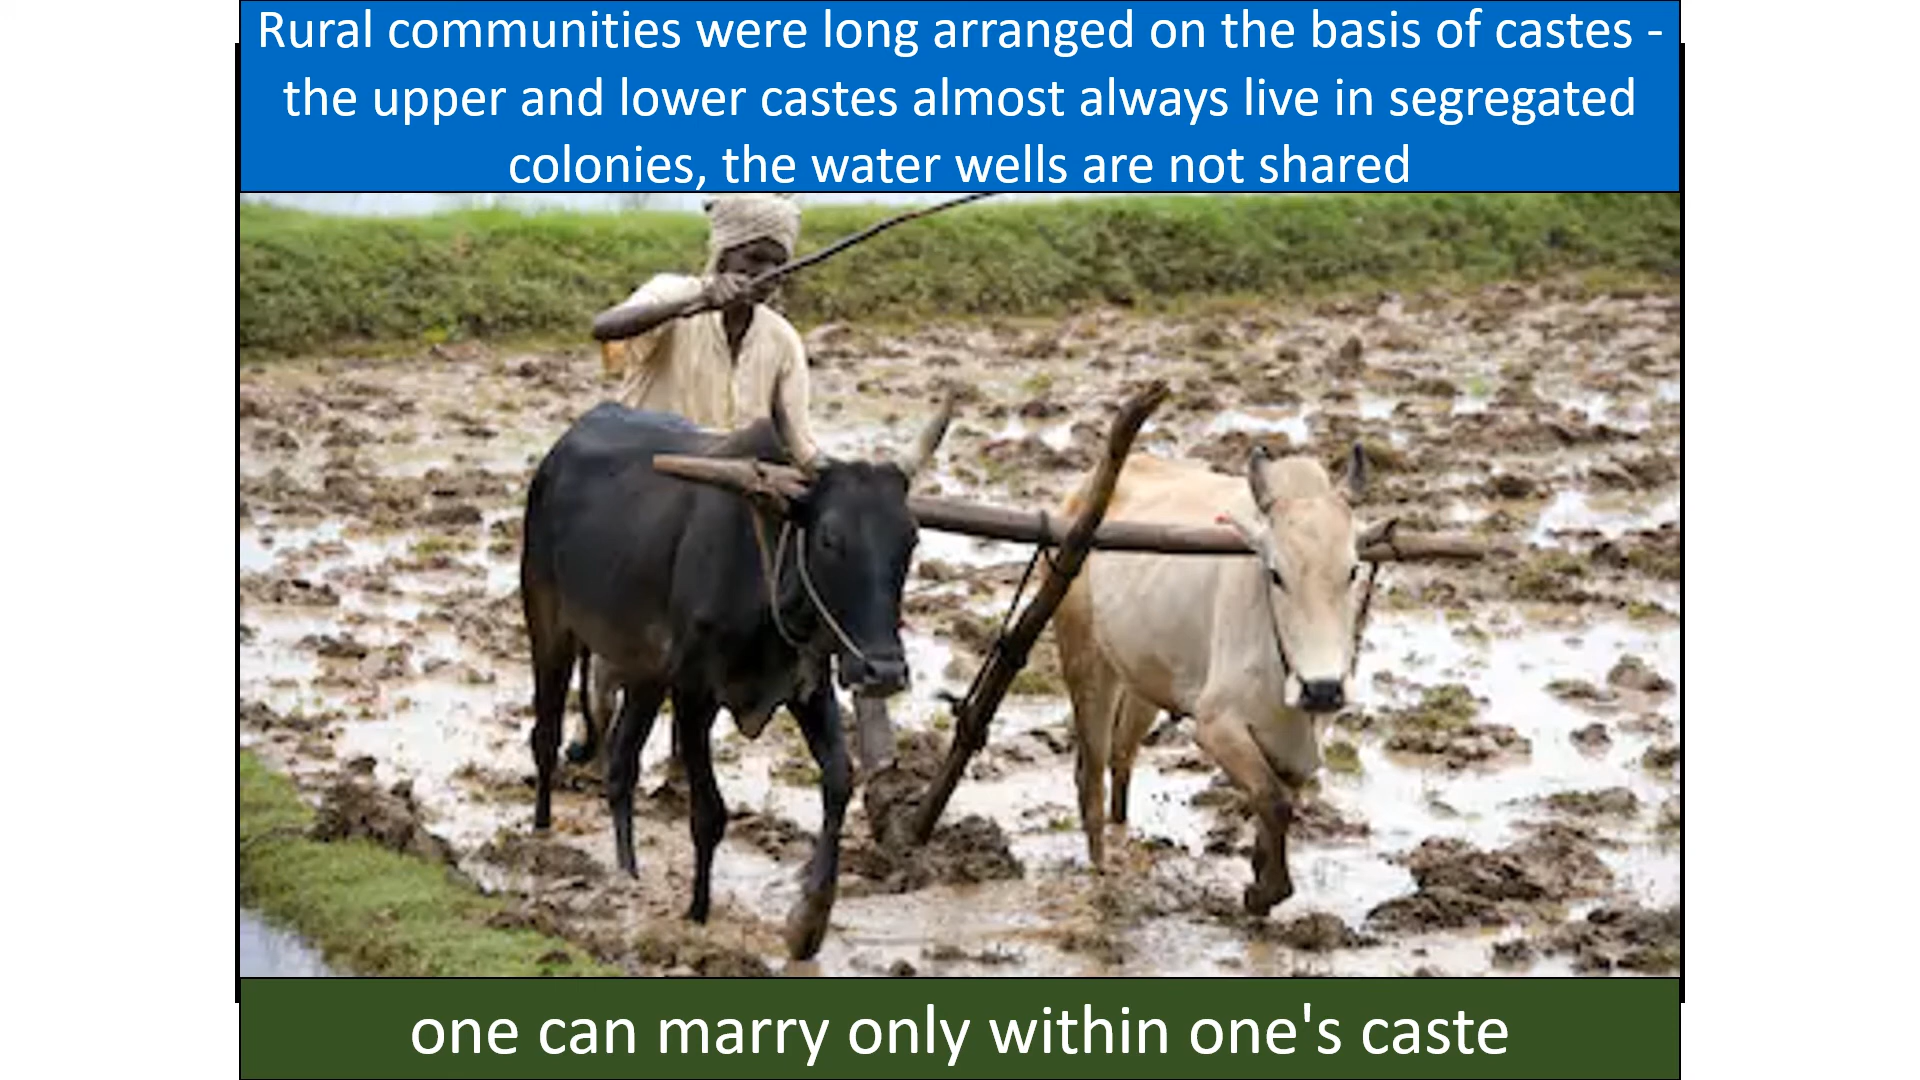 Rural communities were long arranged on the basis of castes -
the upper and lower castes almost always live in segregated
colonies, the water wells are not shared
one can marry only within one's caste